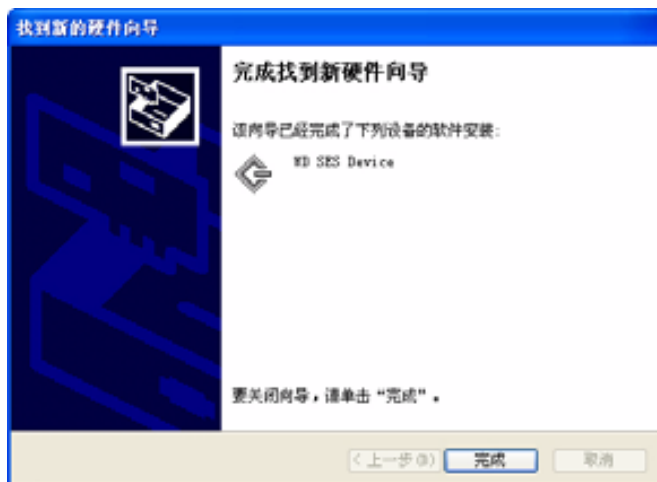 找到新的硬件向导
完成找到新硬件向导
该向导已经完成了下列设备的软件安装:
WD SES Device
要关闭向导，请单击“完成”。
< 上一步(B)
完成
取消